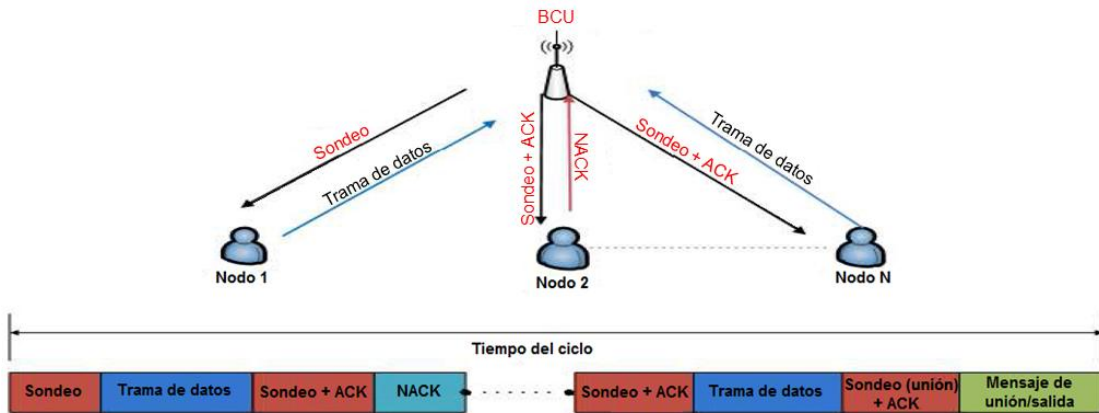 BCU
Sondeo
Trama de datos
Sondeo + ACK
NACK
Sondeo + ACK
Trama de datos
Nodo 1
Nodo 2
Nodo N
Tiempo del ciclo
Sondeo
Trama de datos
Sondeo + ACK
NACK
Sondeo + ACK
Trama de datos
Sondeo (unión)
+ ACK
Mensaje de
unión/salida